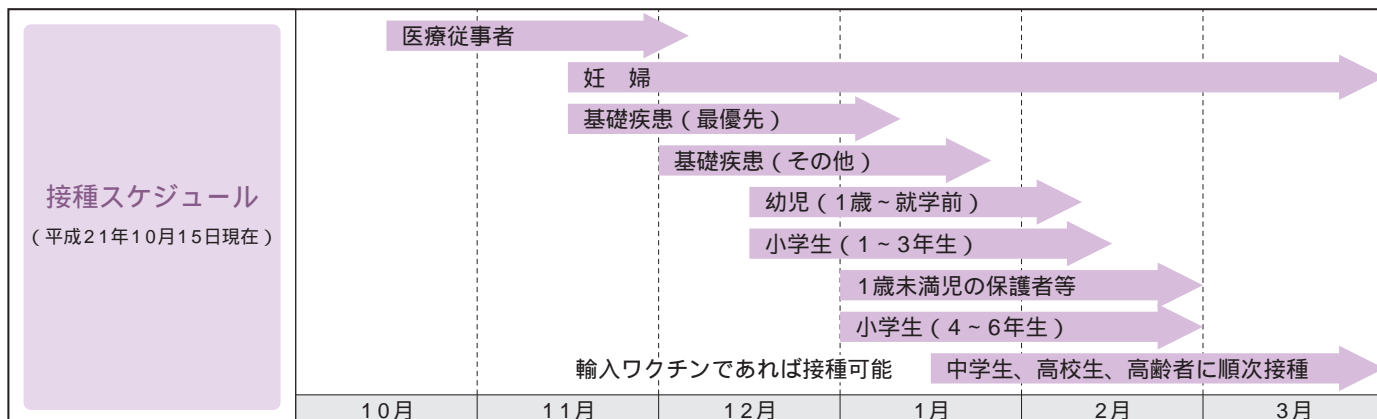 接種スケジュール
(平成21年10月15日現在)
医療従事者
妊　婦
基礎疾患(最優先)
基礎疾患(その他)
幼児(1歳~就学前)
小学生(1~3年生)
1歳未満児の保護者等
小学生(4~6年生)
輸入ワクチンであれば接種可能 中学生、高校生、高齢者に順次接種
10月 11月 12月 1月 2月 3月